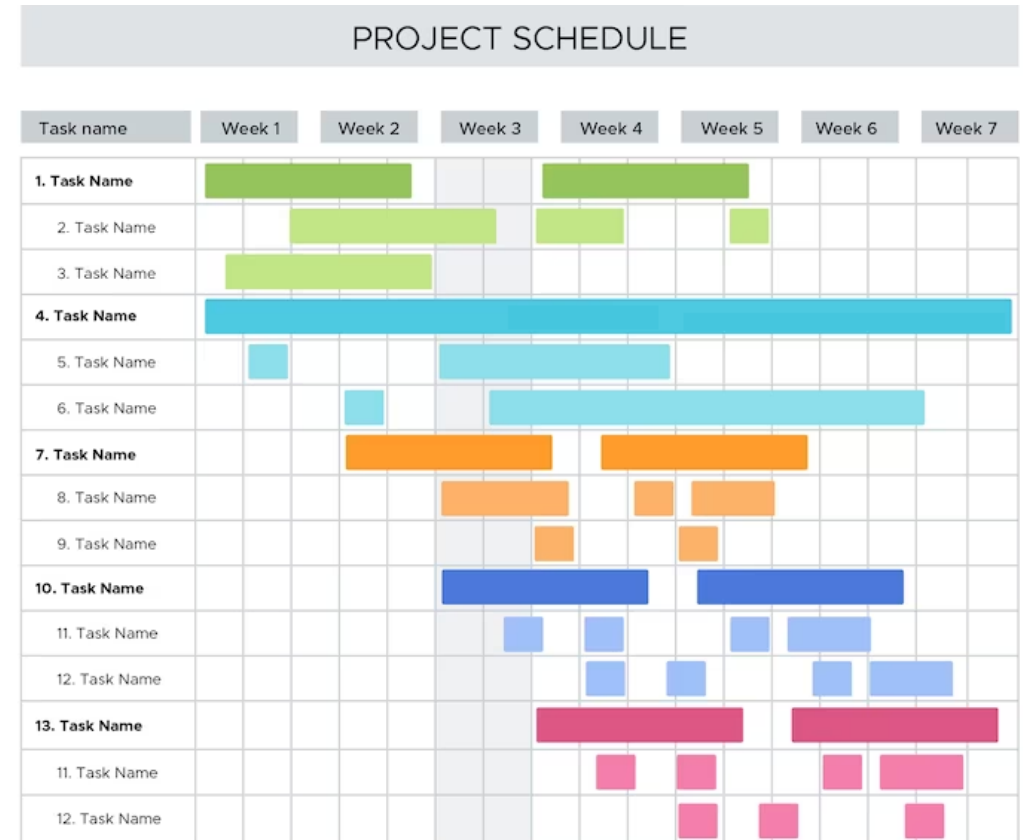 PROJECT SCHEDULE
Task name Week 1 Week 2 Week 3 Week 4 Week 5 Week 6 Week 7
1. Task Name
2. Task Name
3. Task Name
4. Task Name
5. Task Name
6. Task Name
7. Task Name
8. Task Name
9. Task Name
10. Task Name
11. Task Name
12. Task Name
13. Task Name
11. Task Name
12. Task Name